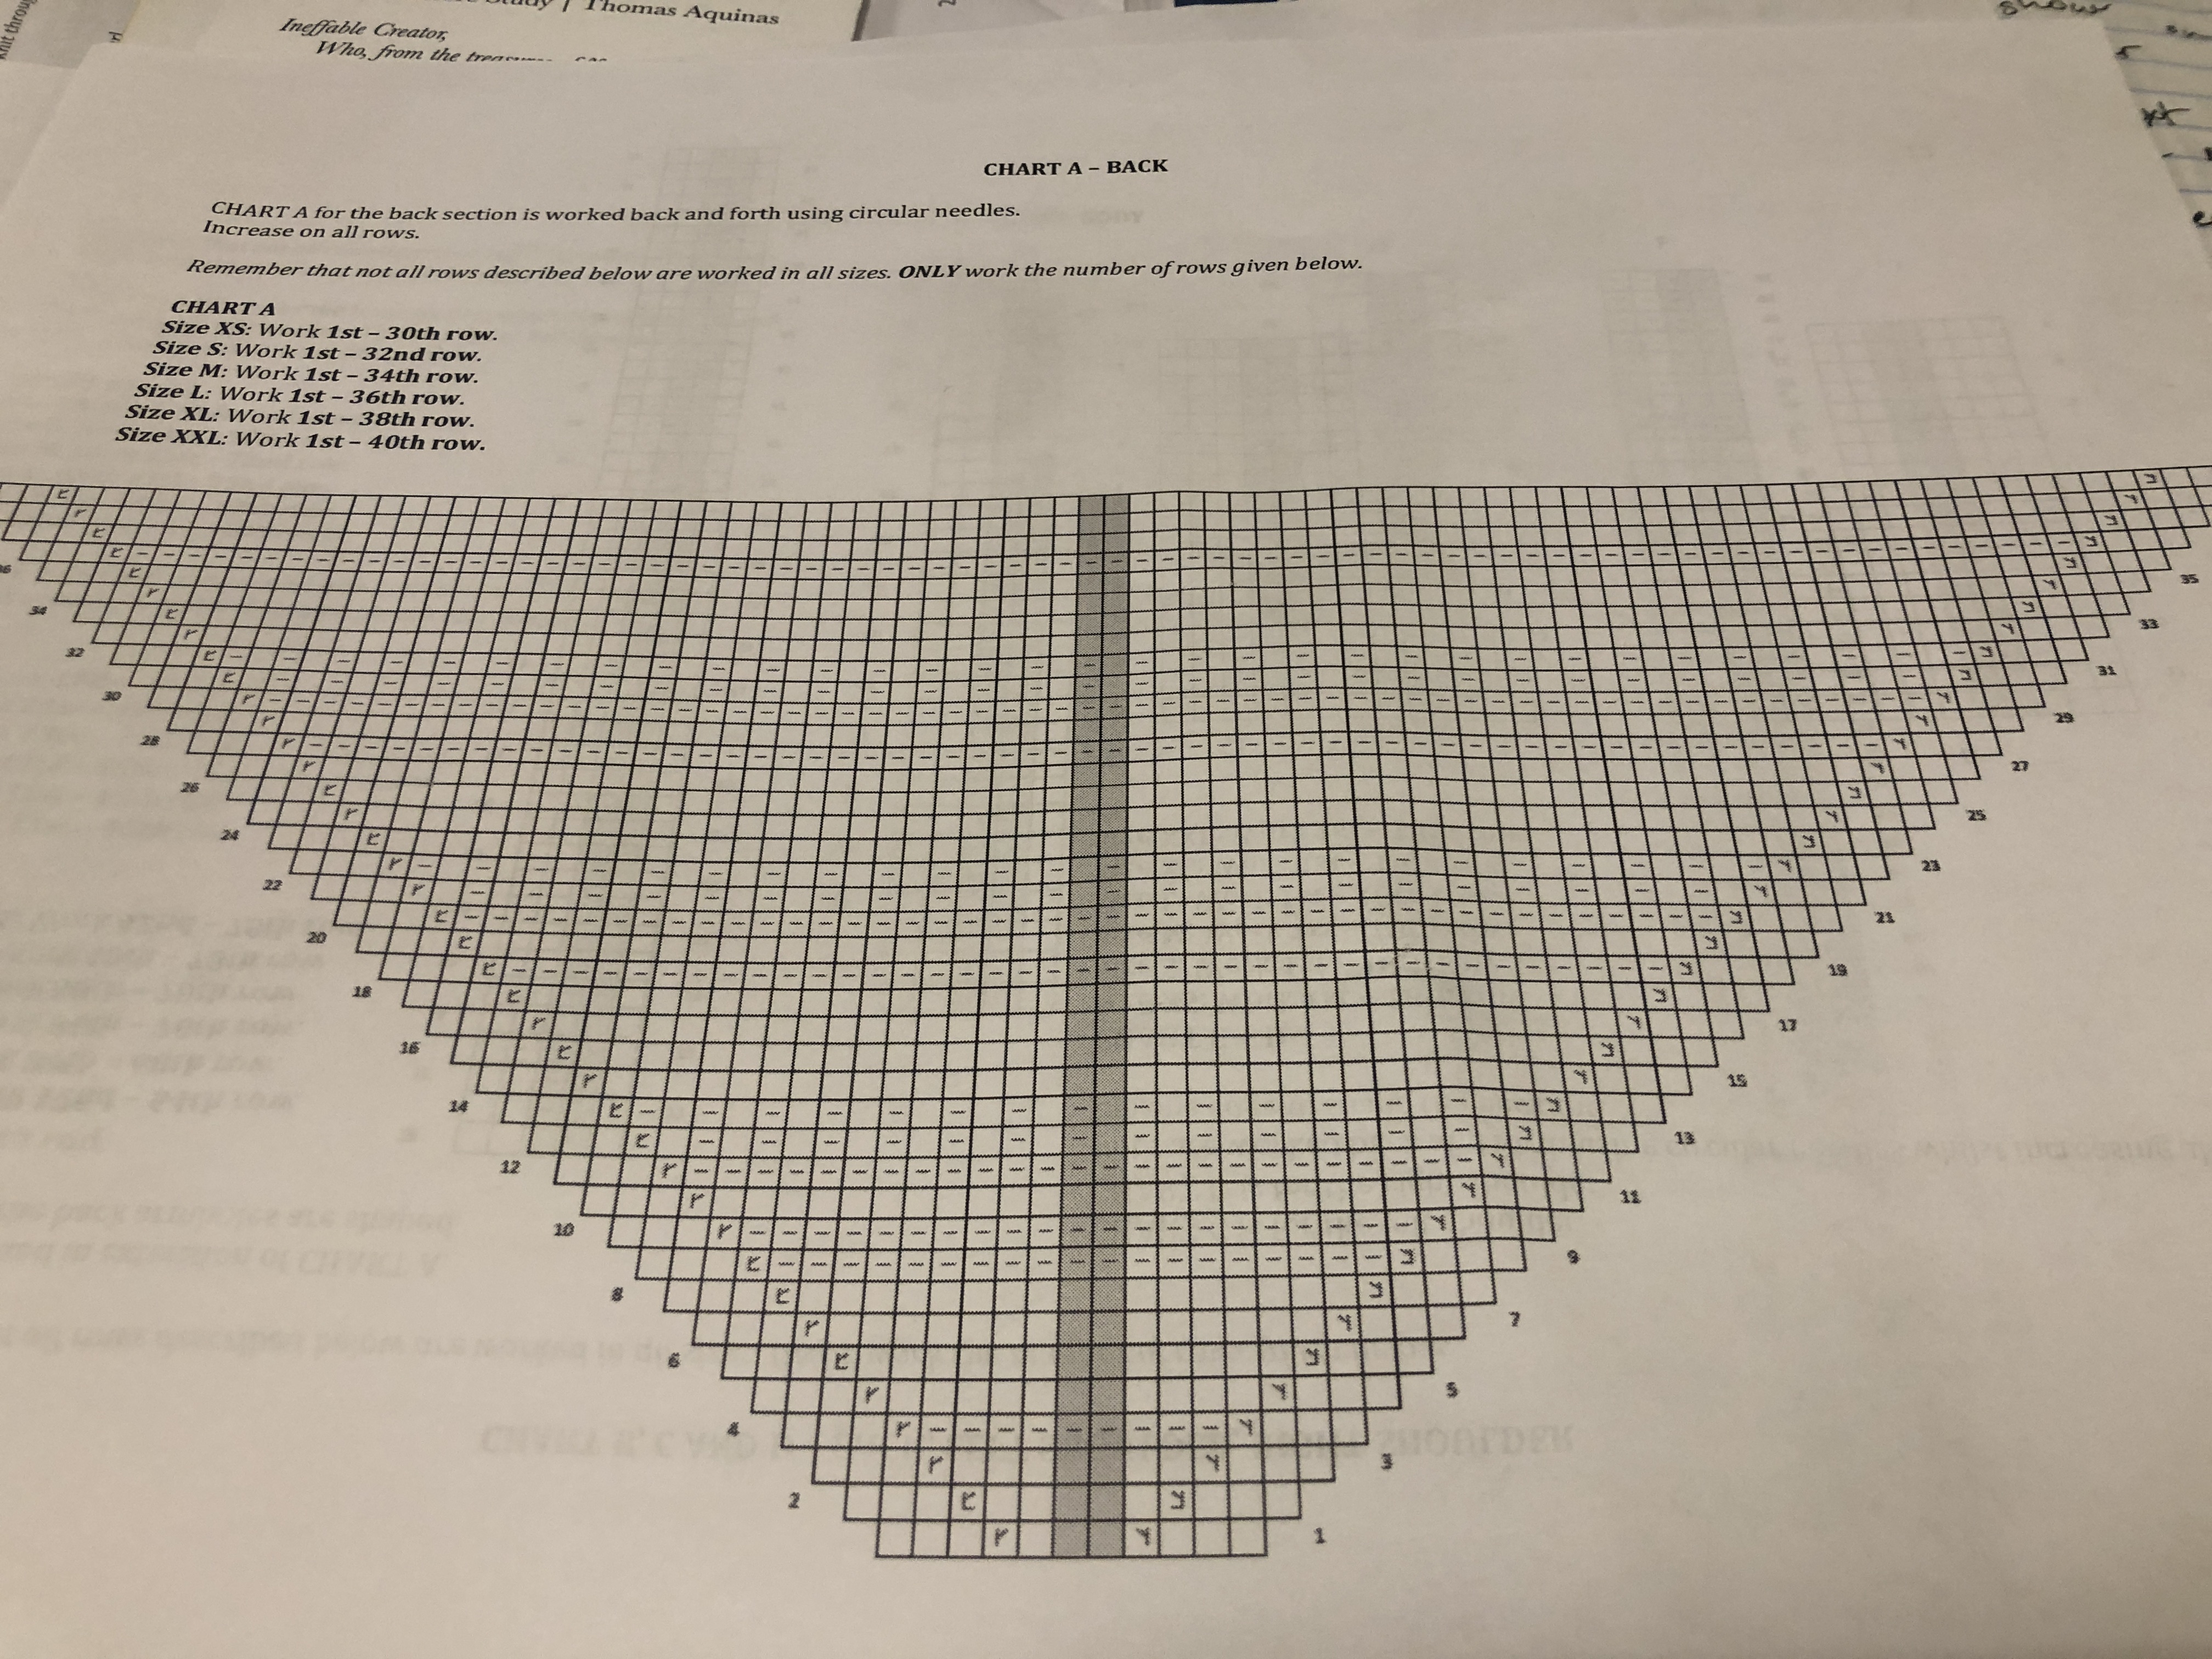 Thomas Aquinas
Ineffable Creator,
Who, from the
CHART A – BACK
CHART A for the back section is worked back and forth using circular needles.
Increase on all rows.
Remember that not all rows described below are worked in all sizes. ONLY work the number of rows given below.
CHART A
Size XS: Work 1st – 30th row.
Size S: Work 1st – 32nd row.
Size M: Work 1st – 34th row.
Size L: Work 1st – 36th row.
Size XL: Work 1st – 38th row.
Size XXL: Work 1st – 40th row.
35
34
33
32
31
30
29
28
27
26
25
24
23
22
21
20
19
18
17
16
15
14
13
12
11
10
9
8
7
6
5
4
3
2
1